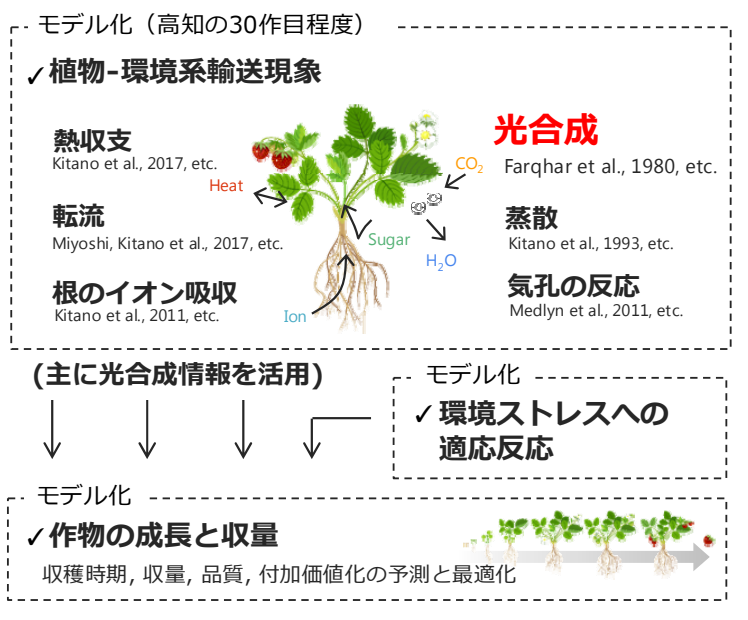 モデル化（高知の30作目程度）
✓植物-環境系輸送現象
熱収支
Kitano et al., 2017, etc.
Heat
転流
Miyoshi, Kitano et al., 2017, etc.
根のイオン吸収
Kitano et al., 2011, etc.
Ion
Sugar
光合成
CO₂
Farqhar et al., 1980, etc.
蒸散
Kitano et al., 1993, etc.
H₂O
気孔の反応
Medlyn et al., 2011, etc.
(主に光合成情報を活用)
モデル化
✓環境ストレスへの
適応反応
モデル化
✓作物の成長と収量
収穫時期, 収量, 品質, 付加価値化の予測と最適化